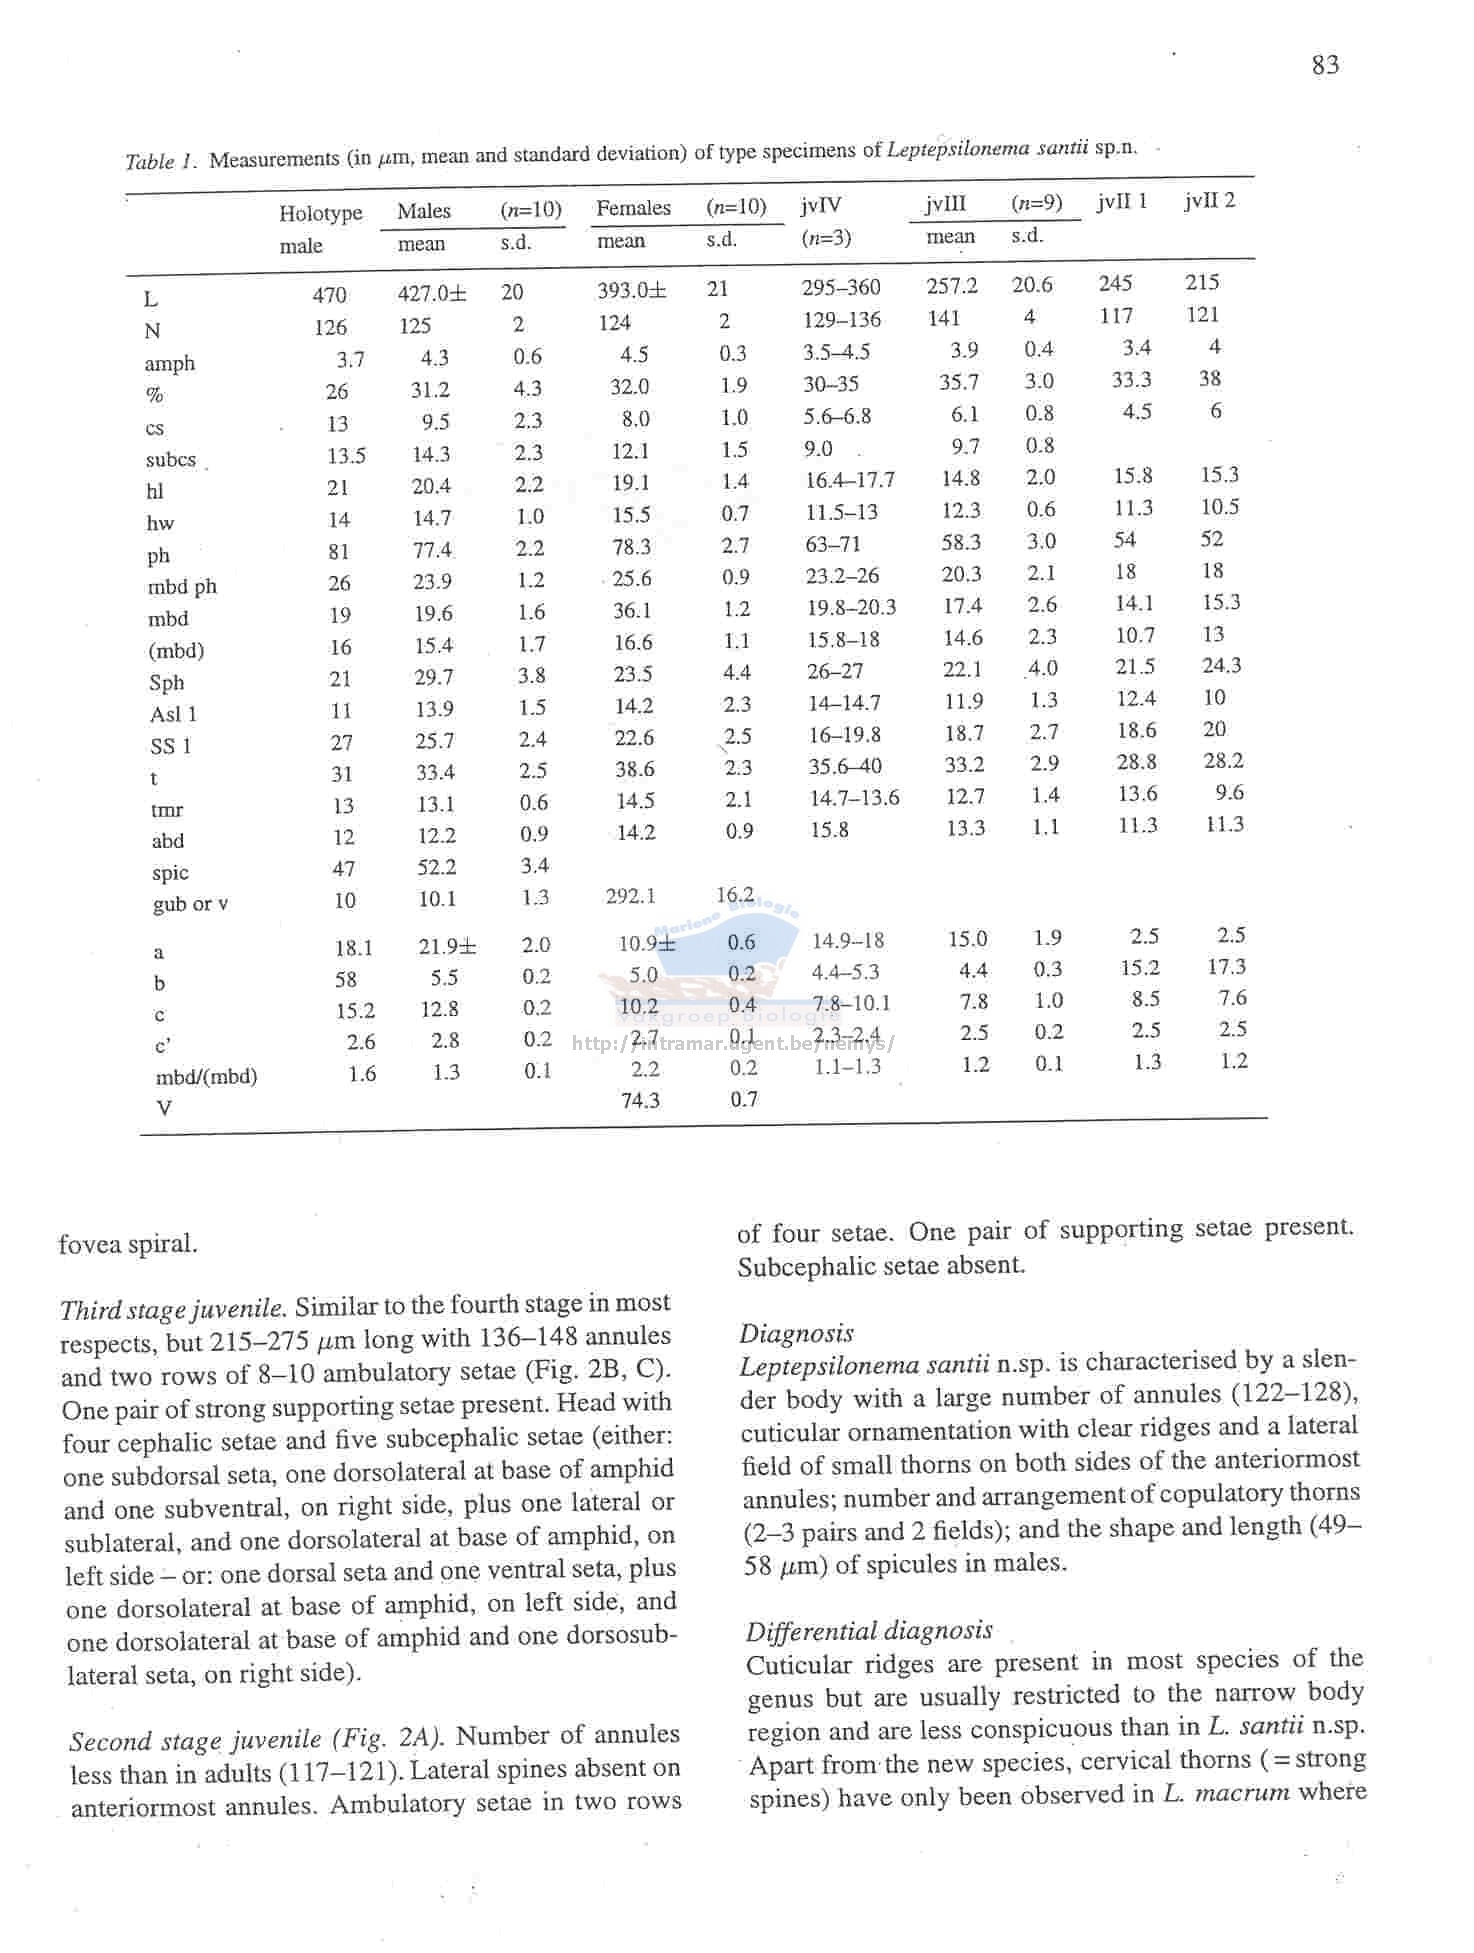 83
Table 1. Measurements (in μm, mean and standard deviation) of type specimens of Leptepsilonema santii sp.n.
Holotype Males (n=10) Females (n=10) jvIV jvIII (n=9) jvII 1 jvII 2
male mean s.d. mean s.d. (n=3) mean s.d.
L 470 427.0± 20 393.0± 21 295–360 257.2 20.6 245 215
N 126 125 2 124 2 129–136 141 4 117 121
amph 3.7 4.3 0.6 4.5 0.3 3.5–4.5 3.9 0.4 3.4 4
% 26 31.2 4.3 32.0 1.9 30–35 35.7 3.0 33.3 38
cs 13 9.5 2.3 8.0 1.0 5.6–6.8 6.1 0.8 4.5 6
subcs 13.5 14.3 2.3 12.1 1.5 9.0 9.7 0.8
hl 21 20.4 2.2 19.1 1.4 16.4–17.7 14.8 2.0 15.8 15.3
hw 14 14.7 1.0 15.5 0.7 11.5–13 12.3 0.6 11.3 10.5
ph 81 77.4 2.2 78.3 2.7 63–71 58.3 3.0 54 52
mbd ph 26 23.9 1.2 25.6 0.9 23.2–26 20.3 2.1 18 18
mbd 19 19.6 1.6 36.1 1.2 19.8–20.3 17.4 2.6 14.1 15.3
(mbd) 16 15.4 1.7 16.6 1.1 15.8–18 14.6 2.3 10.7 13
Sph 21 29.7 3.8 23.5 4.4 26–27 22.1 4.0 21.5 24.3
Asl 1 11 13.9 1.5 14.2 2.3 14–14.7 11.9 1.3 12.4 10
SS 1 27 25.7 2.4 22.6 2.5 16–19.8 18.7 2.7 18.6 20
t 31 33.4 2.5 38.6 2.3 35.6–40 33.2 2.9 28.8 28.2
tmr 13 13.1 0.6 14.5 2.1 14.7–13.6 12.7 1.4 13.6 9.6
abd 12 12.2 0.9 14.2 0.9 15.8 13.3 1.1 11.3 11.3
spic 47 52.2 3.4
gub or v 10 10.1 1.3 292.1 16.2
a 18.1 21.9± 2.0 10.9± 0.6 14.9–18 15.0 1.9 2.5 2.5
b 58 5.5 0.2 5.0 0.2 4.4–5.3 4.4 0.3 15.2 17.3
c 15.2 12.8 0.2 10.2 0.4 7.8–10.1 7.8 1.0 8.5 7.6
c' 2.6 2.8 0.2 2.7 0.1 2.3–2.4 2.5 0.2 2.5 2.5
mbd/(mbd) 1.6 1.3 0.1 2.2 0.2 1.1–1.3 1.2 0.1 1.3 1.2
V 74.3 0.7
Mariene Biologie
Vakgroep Biologie
http://intramar.ugent.be/nemys/
fovea spiral.
Third stage juvenile. Similar to the fourth stage in most
respects, but 215–275 μm long with 136–148 annules
and two rows of 8–10 ambulatory setae (Fig. 2B, C).
One pair of strong supporting setae present. Head with
four cephalic setae and five subcephalic setae (either:
one subdorsal seta, one dorsolateral at base of amphid
and one subventral, on right side, plus one lateral or
sublateral, and one dorsolateral at base of amphid, on
left side – or: one dorsal seta and one ventral seta, plus
one dorsolateral at base of amphid, on left side, and
one dorsolateral at base of amphid and one dorsosub-
lateral seta, on right side).
Second stage juvenile (Fig. 2A). Number of annules
less than in adults (117–121). Lateral spines absent on
anteriormost annules. Ambulatory setae in two rows
of four setae. One pair of supporting setae present.
Subcephalic setae absent.
Diagnosis
Leptepsilonema santii n.sp. is characterised by a slen-
der body with a large number of annules (122–128),
cuticular ornamentation with clear ridges and a lateral
field of small thorns on both sides of the anteriormost
annules; number and arrangement of copulatory thorns
(2–3 pairs and 2 fields); and the shape and length (49–
58 μm) of spicules in males.
Differential diagnosis
Cuticular ridges are present in most species of the
genus but are usually restricted to the narrow body
region and are less conspicuous than in L. santii n.sp.
Apart from the new species, cervical thorns (=strong
spines) have only been observed in L. macrum where